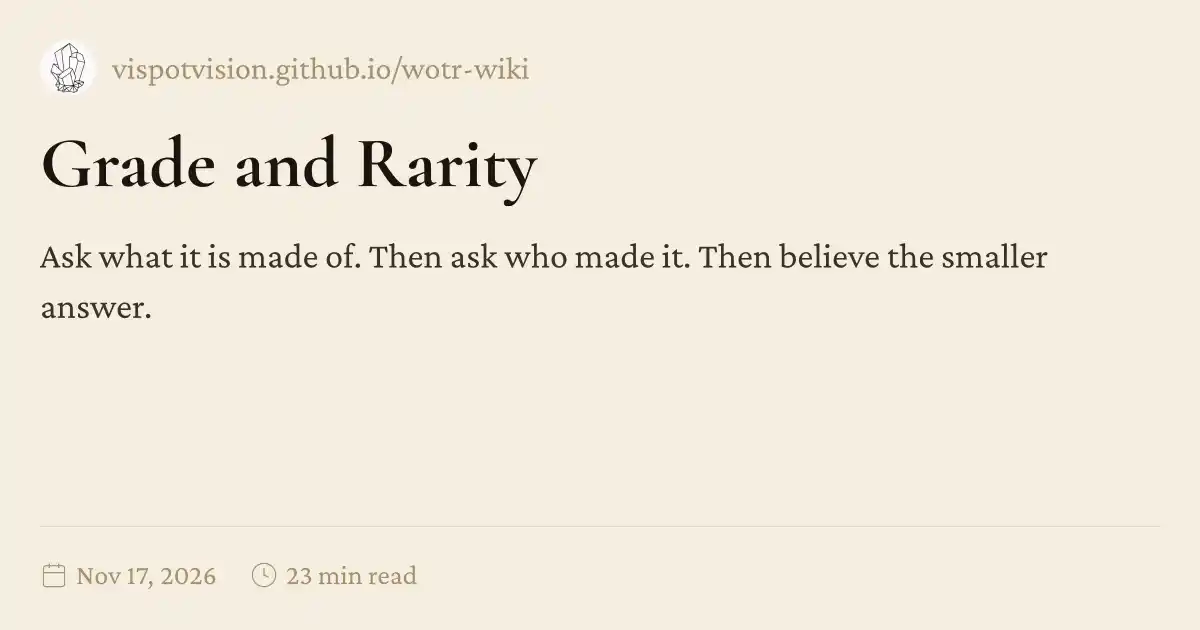 vispotvision.github.io/wotr-wiki
Grade and Rarity
Ask what it is made of. Then ask who made it. Then believe the smaller
answer.
Nov 17, 2026
23 min read